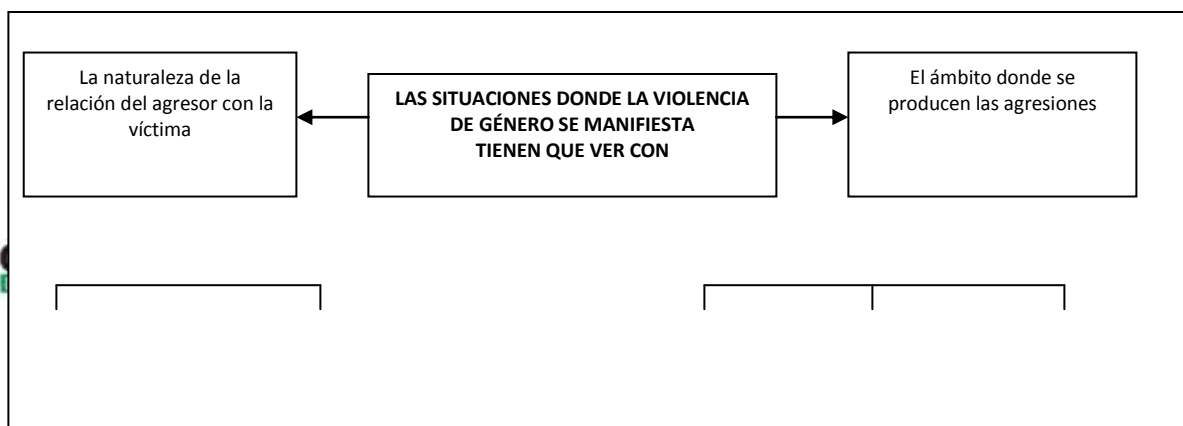 La naturaleza de la
relación del agresor con la
víctima
LAS SITUACIONES DONDE LA VIOLENCIA
DE GÉNERO SE MANIFIESTA
TIENEN QUE VER CON
El ámbito donde se
producen las agresiones